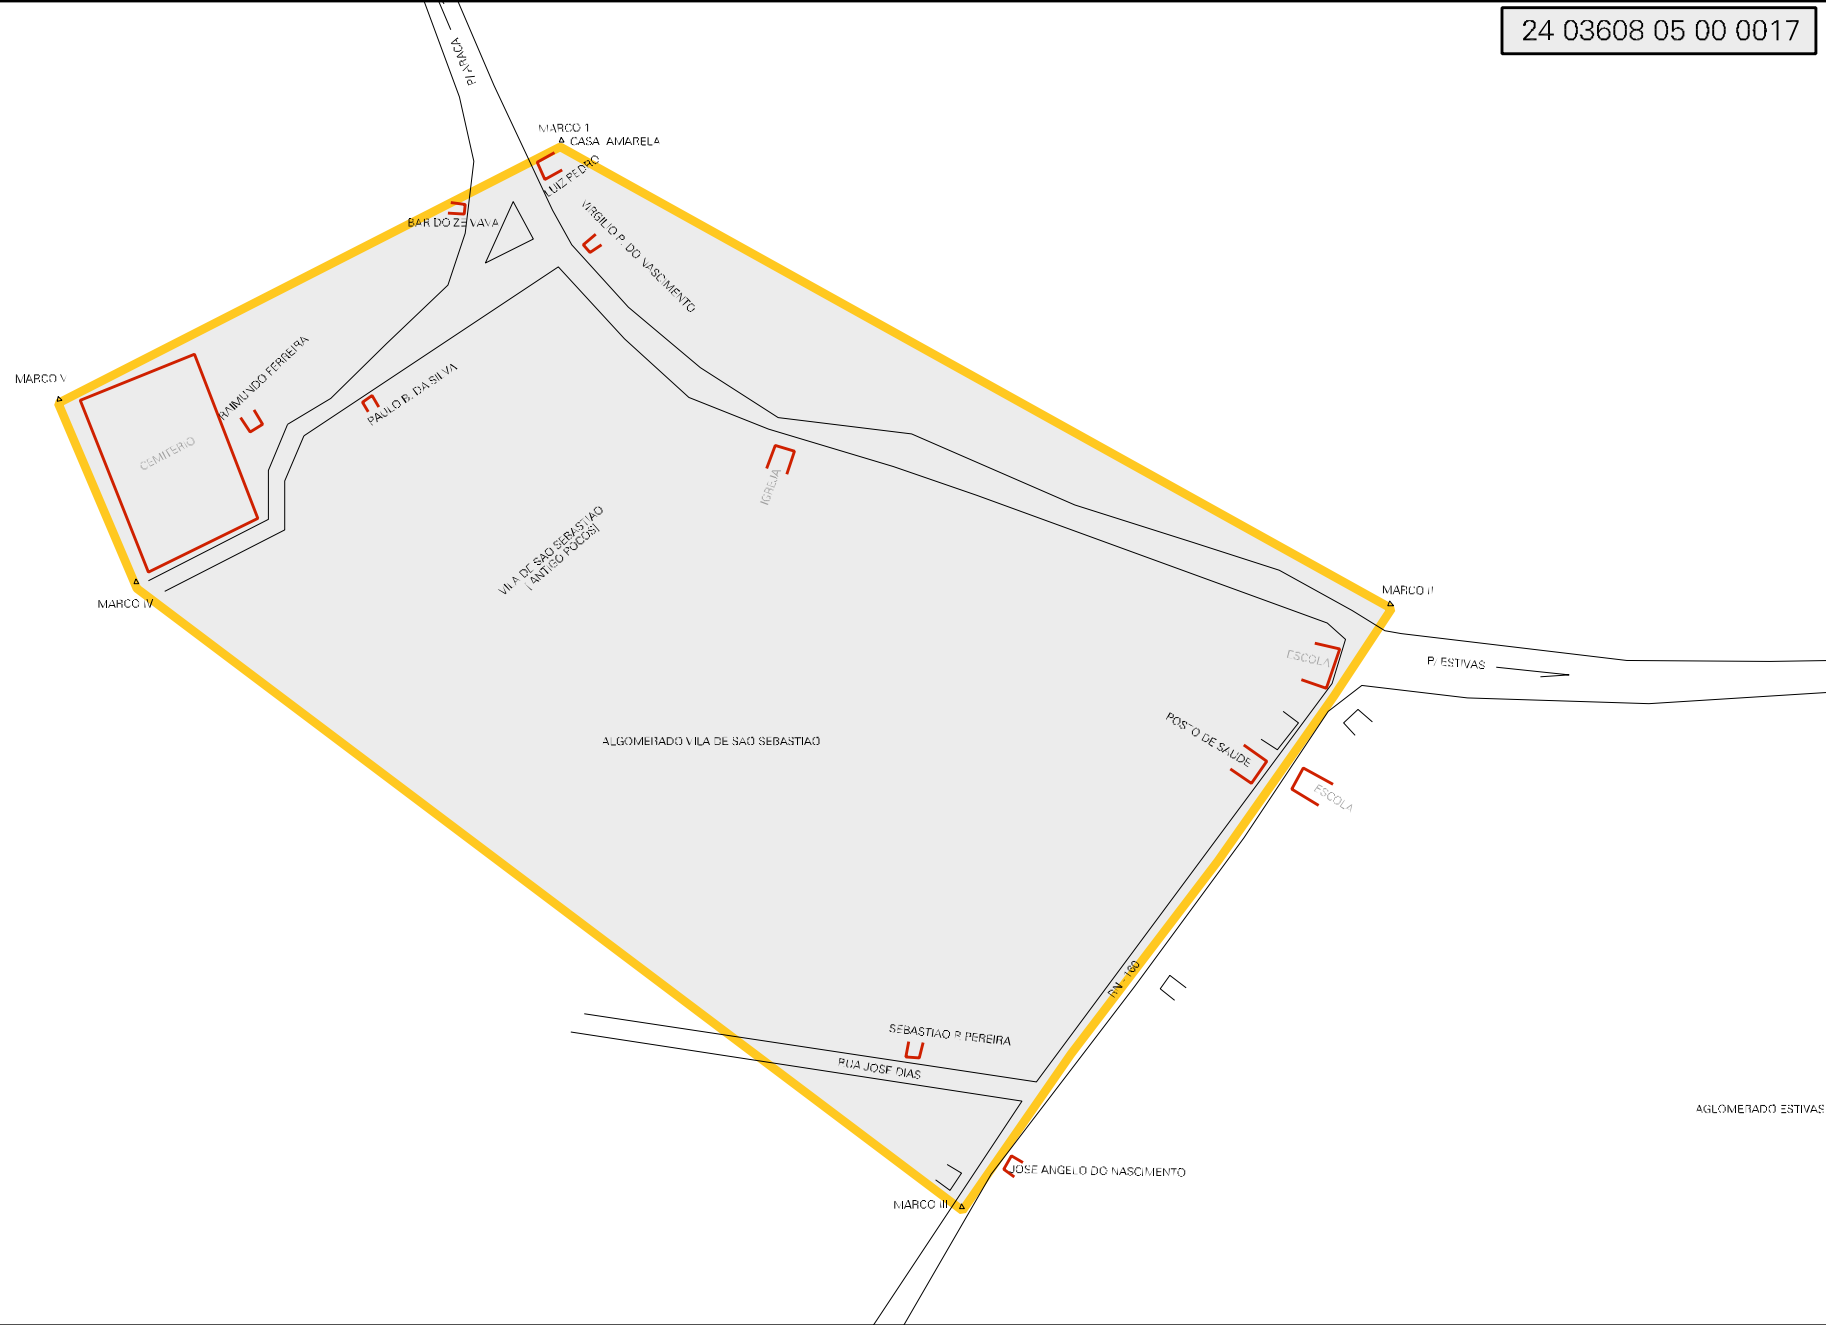 24 03608 05 00 0017
P/ ARACA
MARCO 1
CASA AMARELA
LUIZ PEDRO
BAR DO ZE VAVA
VIRGILIO P. DO NASCIMENTO
MARCO V
RAIMUNDO FERREIRA
PAULO B. DA SILVA
CEMITERIO
IGREJA
VILA DE SAO SEBASTIAO
( ANTIGO POCOS)
MARCO IV
MARCO II
ESCOLA
P/ ESTIVAS
POSTO DE SAUDE
ALGOMERADO VILA DE SAO SEBASTIAO
ESCOLA
RN - 160
SEBASTIAO R PEREIRA
RUA JOSE DIAS
AGLOMERADO ESTIVAS
JOSE ANGELO DO NASCIMENTO
MARCO III